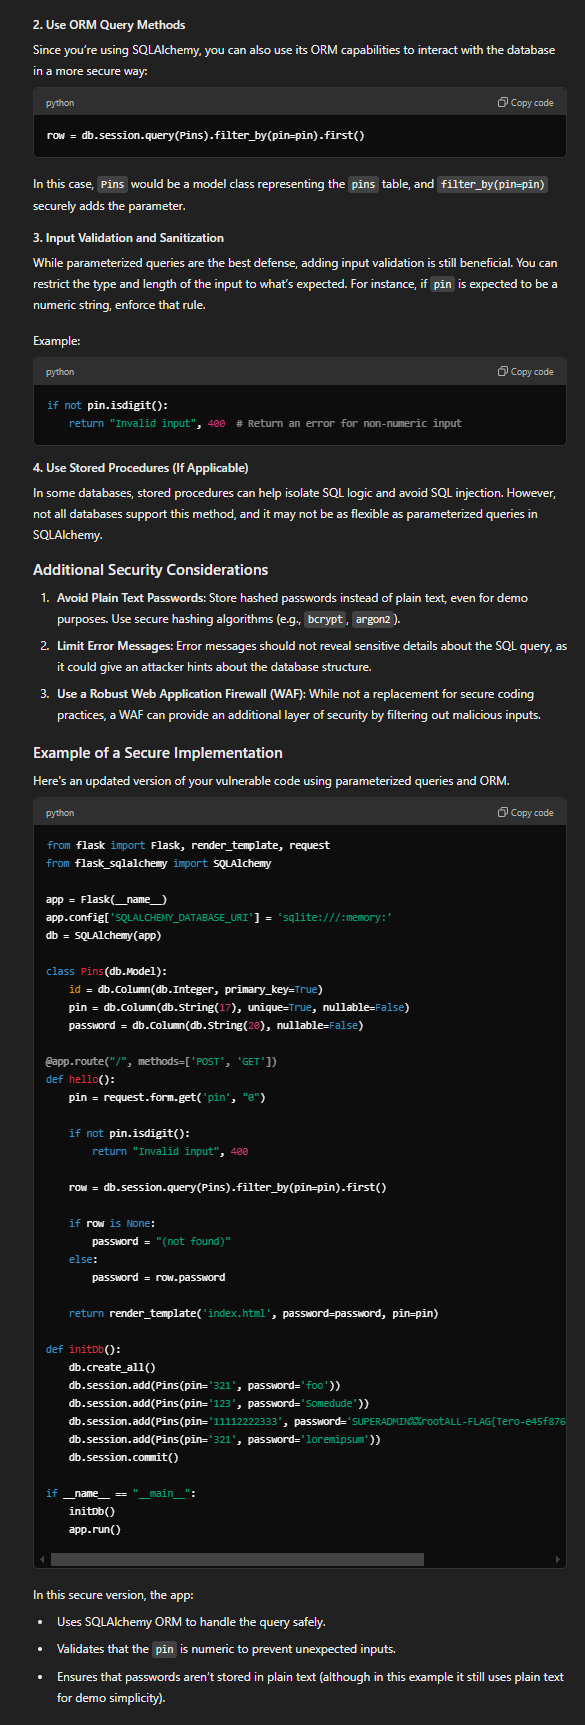 2. Use ORM Query Methods
Since you're using SQLAlchemy, you can also use its ORM capabilities to interact with the database
in a more secure way:
python
Copy code
row = db.session.query(Pins).filter_by(pin=pin).first()
In this case, Pins would be a model class representing the pins table, and filter_by(pin=pin)
securely adds the parameter.
3. Input Validation and Sanitization
While parameterized queries are the best defense, adding input validation is still beneficial. You can
restrict the type and length of the input to what's expected. For instance, if pin is expected to be a
numeric string, enforce that rule.
Example:
python
Copy code
if not pin.isdigit():
    return "Invalid input", 400  # Return an error for non-numeric input
4. Use Stored Procedures (If Applicable)
In some databases, stored procedures can help isolate SQL logic and avoid SQL injection. However,
not all databases support this method, and it may not be as flexible as parameterized queries in
SQLAlchemy.
Additional Security Considerations
1. Avoid Plain Text Passwords: Store hashed passwords instead of plain text, even for demo
purposes. Use secure hashing algorithms (e.g., bcrypt, argon2).
2. Limit Error Messages: Error messages should not reveal sensitive details about the SQL query, as
it could give an attacker hints about the database structure.
3. Use a Robust Web Application Firewall (WAF): While not a replacement for secure coding
practices, a WAF can provide an additional layer of security by filtering out malicious inputs.
Example of a Secure Implementation
Here's an updated version of your vulnerable code using parameterized queries and ORM.
python
Copy code
from flask import Flask, render_template, request
from flask_sqlalchemy import SQLAlchemy
app = Flask(__name__)
app.config['SQLALCHEMY_DATABASE_URI'] = 'sqlite:///:memory:'
db = SQLAlchemy(app)
class Pins(db.Model):
    id = db.Column(db.Integer, primary_key=True)
    pin = db.Column(db.String(17), unique=True, nullable=False)
    password = db.Column(db.String(20), nullable=False)
@app.route("/", methods=['POST', 'GET'])
def hello():
    pin = request.form.get('pin', "0")
    if not pin.isdigit():
        return "Invalid input", 400
    row = db.session.query(Pins).filter_by(pin=pin).first()
    if row is None:
        password = "(not found)"
    else:
        password = row.password
    return render_template('index.html', password=password, pin=pin)
def initDb():
    db.create_all()
    db.session.add(Pins(pin='321', password='foo'))
    db.session.add(Pins(pin='123', password='Somedude'))
    db.session.add(Pins(pin='11112222333', password='SUPERADMIN%%rootALL-FLAG{Tero-e45f876
    db.session.add(Pins(pin='321', password='loremipsum'))
    db.session.commit()
if __name__ == "__main__":
    initDb()
    app.run()
In this secure version, the app:
• Uses SQLAlchemy ORM to handle the query safely.
• Validates that the pin is numeric to prevent unexpected inputs.
• Ensures that passwords aren't stored in plain text (although in this example it still uses plain text
for demo simplicity).